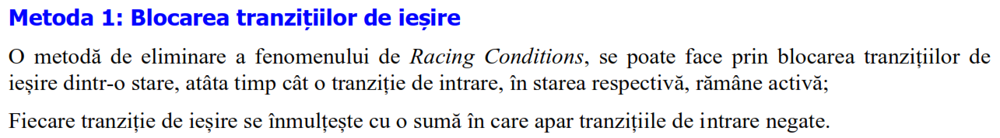 Metoda 1: Blocarea tranzițiilor de ieșire
O metodă de eliminare a fenomenului de Racing Conditions, se poate face prin blocarea tranzițiilor de
ieșire dintr-o stare, atâta timp cât o tranziție de intrare, în starea respectivă, rămâne activă;
Fiecare tranziție de ieșire se înmulțește cu o sumă în care apar tranzițiile de intrare negate.